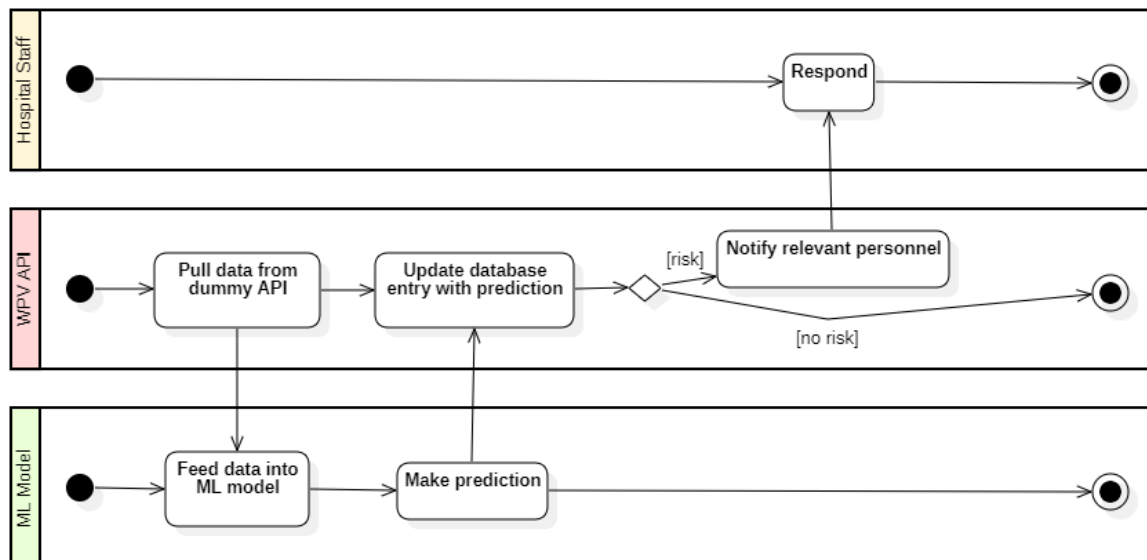 Hospital Staff
Respond
WPV API
Pull data from
dummy API
Update database
entry with prediction
[risk]
Notify relevant personnel
[no risk]
ML Model
Feed data into
ML model
Make prediction